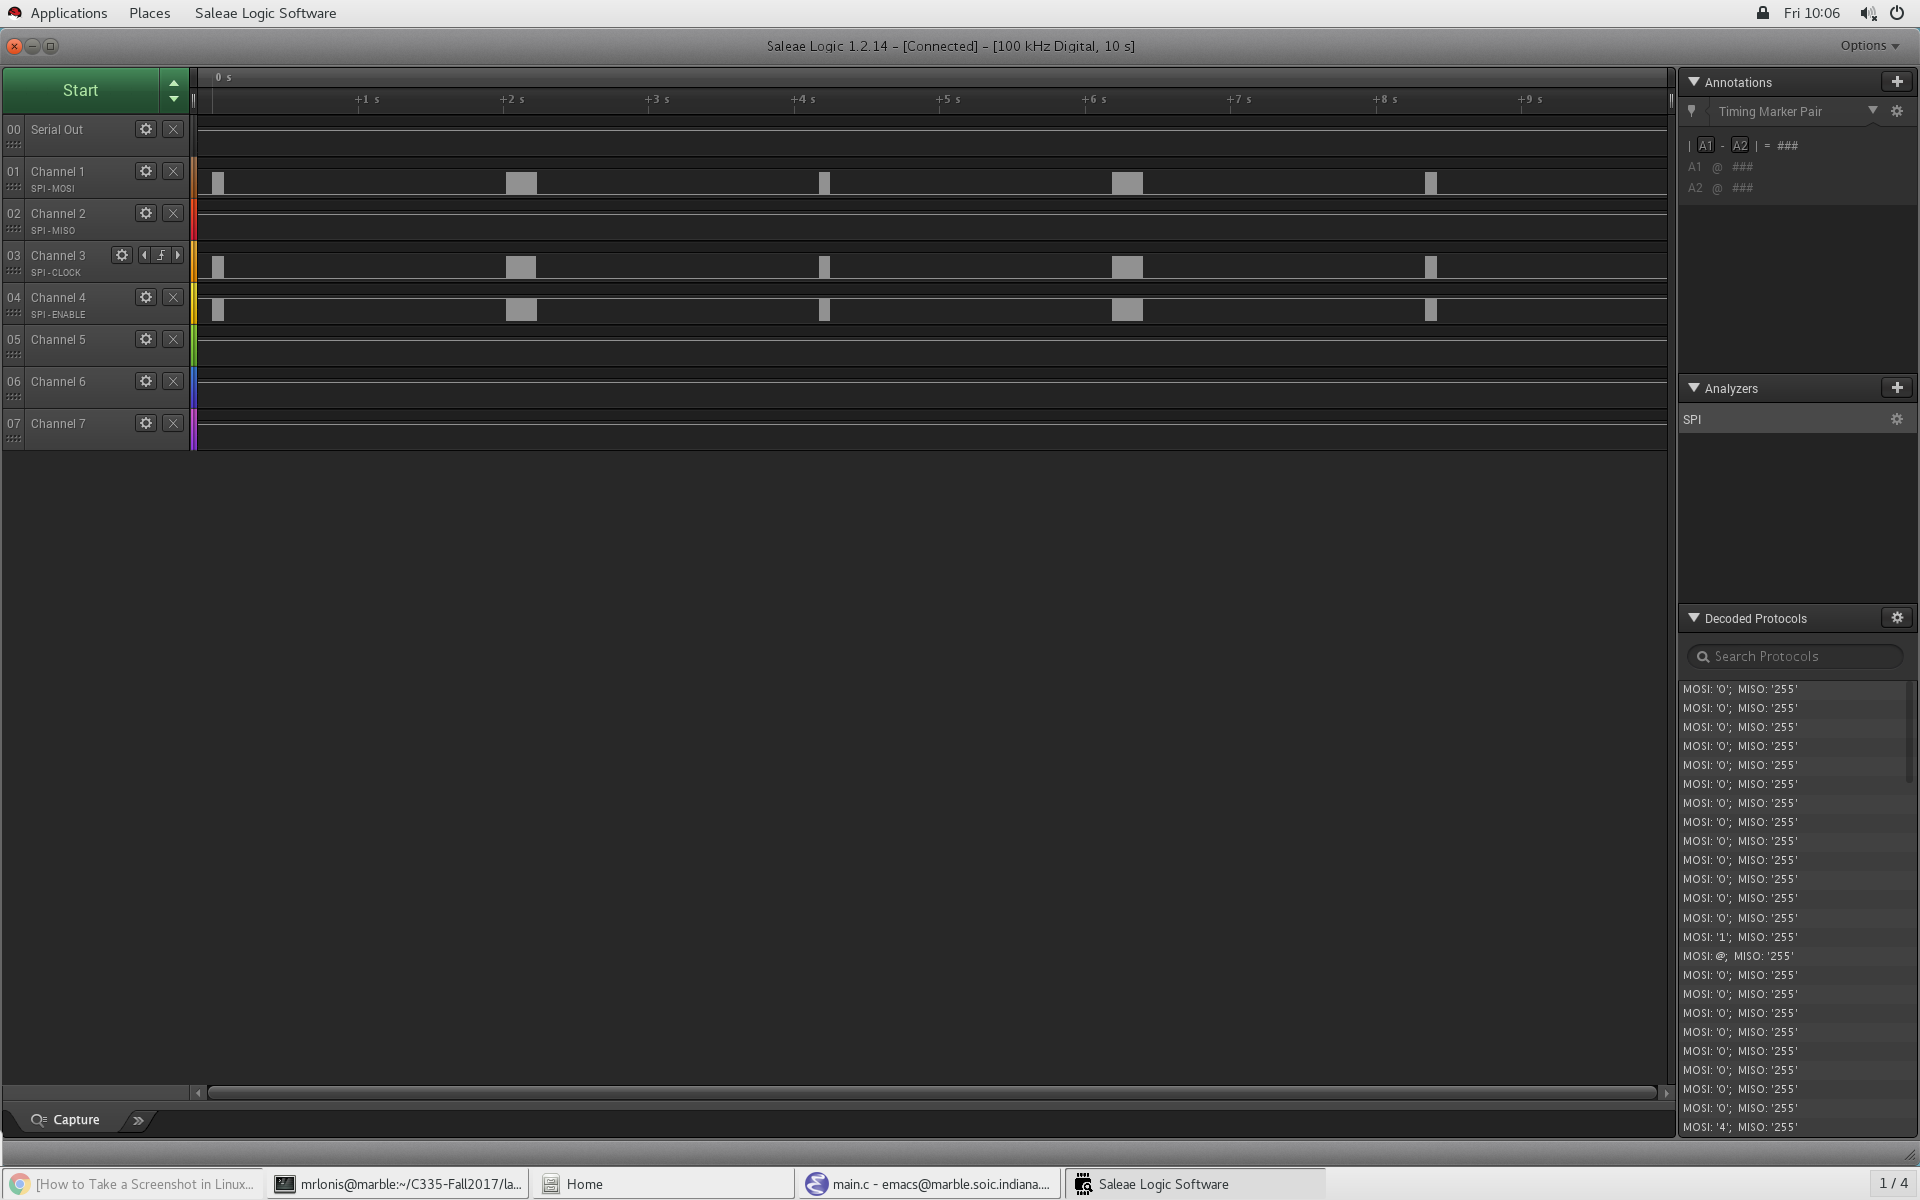 Applications Places Saleae Logic Software Fri 10:06
Saleae Logic 1.2.14 – [Connected] – [100 kHz Digital, 10 s] Options
Start
0 s
+1 s +2 s +3 s +4 s +5 s +6 s +7 s +8 s +9 s
00 Serial Out
01 Channel 1
SPI - MOSI
02 Channel 2
SPI - MISO
03 Channel 3
SPI - CLOCK
04 Channel 4
SPI - ENABLE
05 Channel 5
06 Channel 6
07 Channel 7
Annotations
Timing Marker Pair
| A1 - A2 | = ###
A1 @ ###
A2 @ ###
Analyzers
SPI
Decoded Protocols
Search Protocols
MOSI: '0'; MISO: '255'
MOSI: '0'; MISO: '255'
MOSI: '0'; MISO: '255'
MOSI: '0'; MISO: '255'
MOSI: '0'; MISO: '255'
MOSI: '0'; MISO: '255'
MOSI: '0'; MISO: '255'
MOSI: '0'; MISO: '255'
MOSI: '0'; MISO: '255'
MOSI: '0'; MISO: '255'
MOSI: '0'; MISO: '255'
MOSI: '0'; MISO: '255'
MOSI: '0'; MISO: '255'
MOSI: '1'; MISO: '255'
MOSI: @; MISO: '255'
MOSI: '0'; MISO: '255'
MOSI: '0'; MISO: '255'
MOSI: '0'; MISO: '255'
MOSI: '0'; MISO: '255'
MOSI: '0'; MISO: '255'
MOSI: '0'; MISO: '255'
MOSI: '0'; MISO: '255'
MOSI: '0'; MISO: '255'
MOSI: '4'; MISO: '255'
Capture
[How to Take a Screenshot in Linux... mrlonis@marble:~/C335-Fall2017/la... Home main.c - emacs@marble.soic.indiana.... Saleae Logic Software 1 / 4